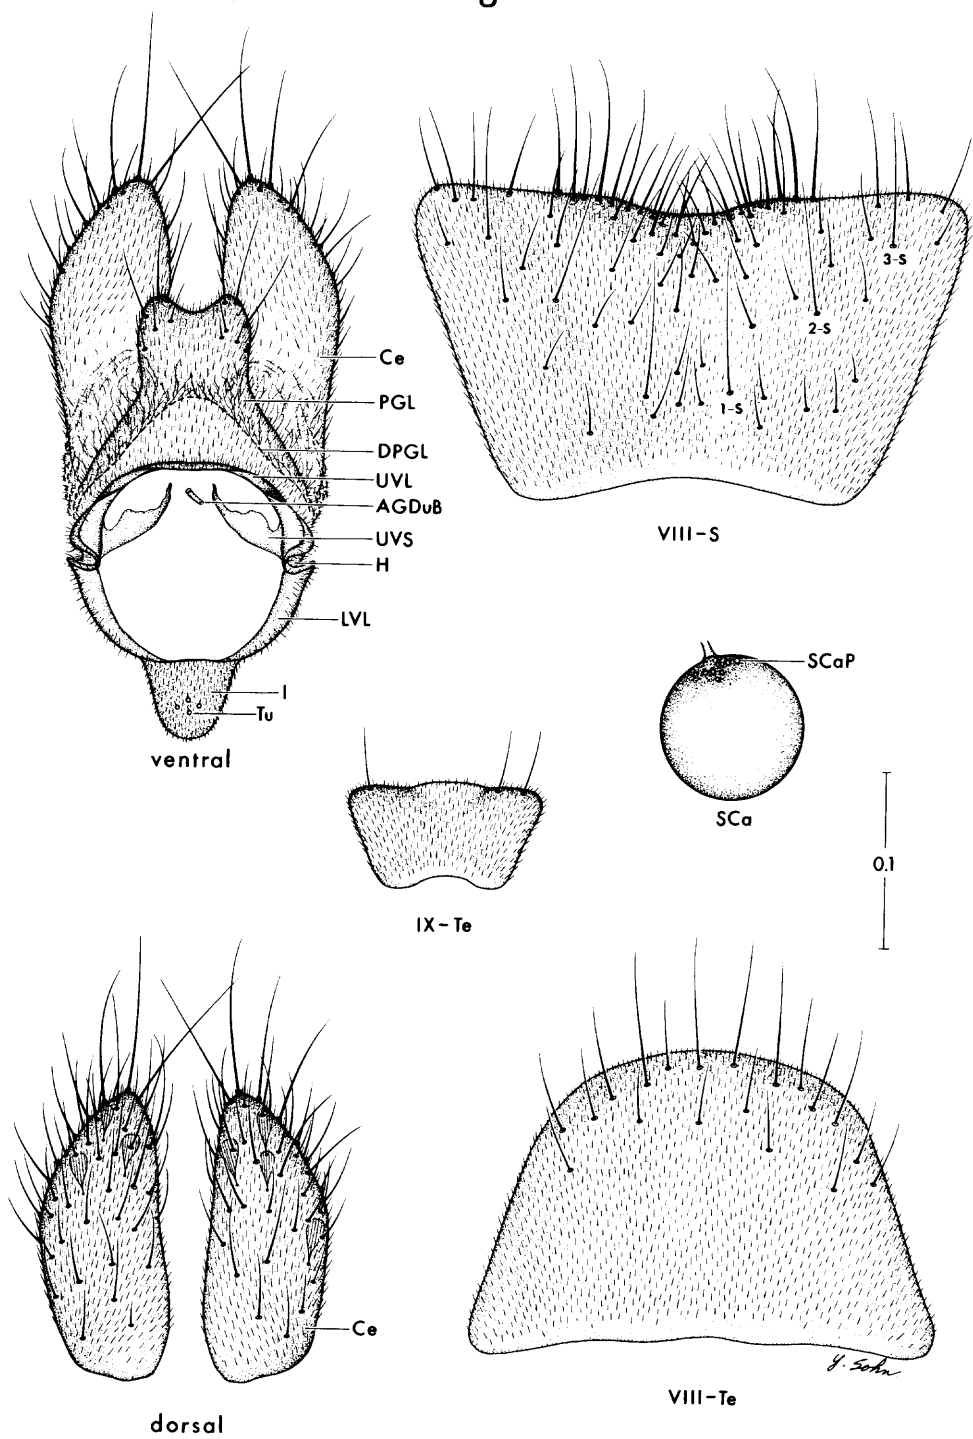 Ce
PGL
DPGL
UVL
AGDuB
UVS
H
LVL
I
Tu
ventral
3-S
2-S
1-S
VIII-S
SCaP
SCa
0.1
IX-Te
Ce
dorsal
Y. Sohn
VIII-Te